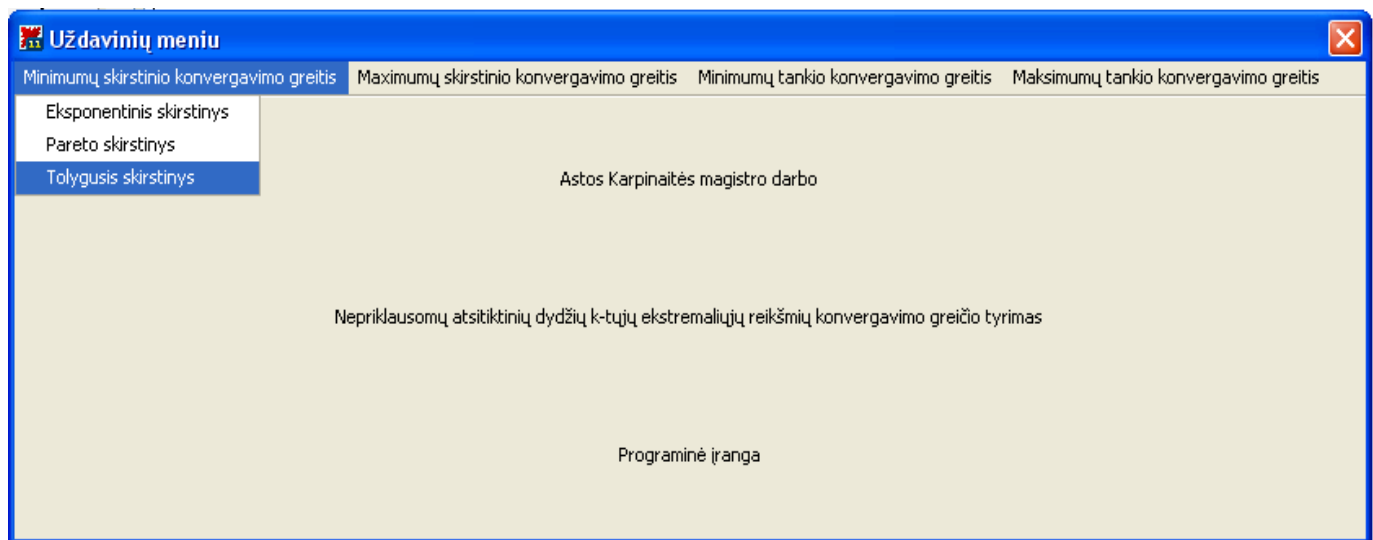 Uždavinių meniu
Minimumų skirstinio konvergavimo greitis Maximumų skirstinio konvergavimo greitis Minimumų tankio konvergavimo greitis Maksimumų tankio konvergavimo greitis
Eksponentinis skirstinys
Pareto skirstinys
Tolygusis skirstinys
Astos Karpinaitės magistro darbo
Nepriklausomų atsitiktinių dydžių k-tųjų ekstremaliųjų reikšmių konvergavimo greičio tyrimas
Programinė įranga